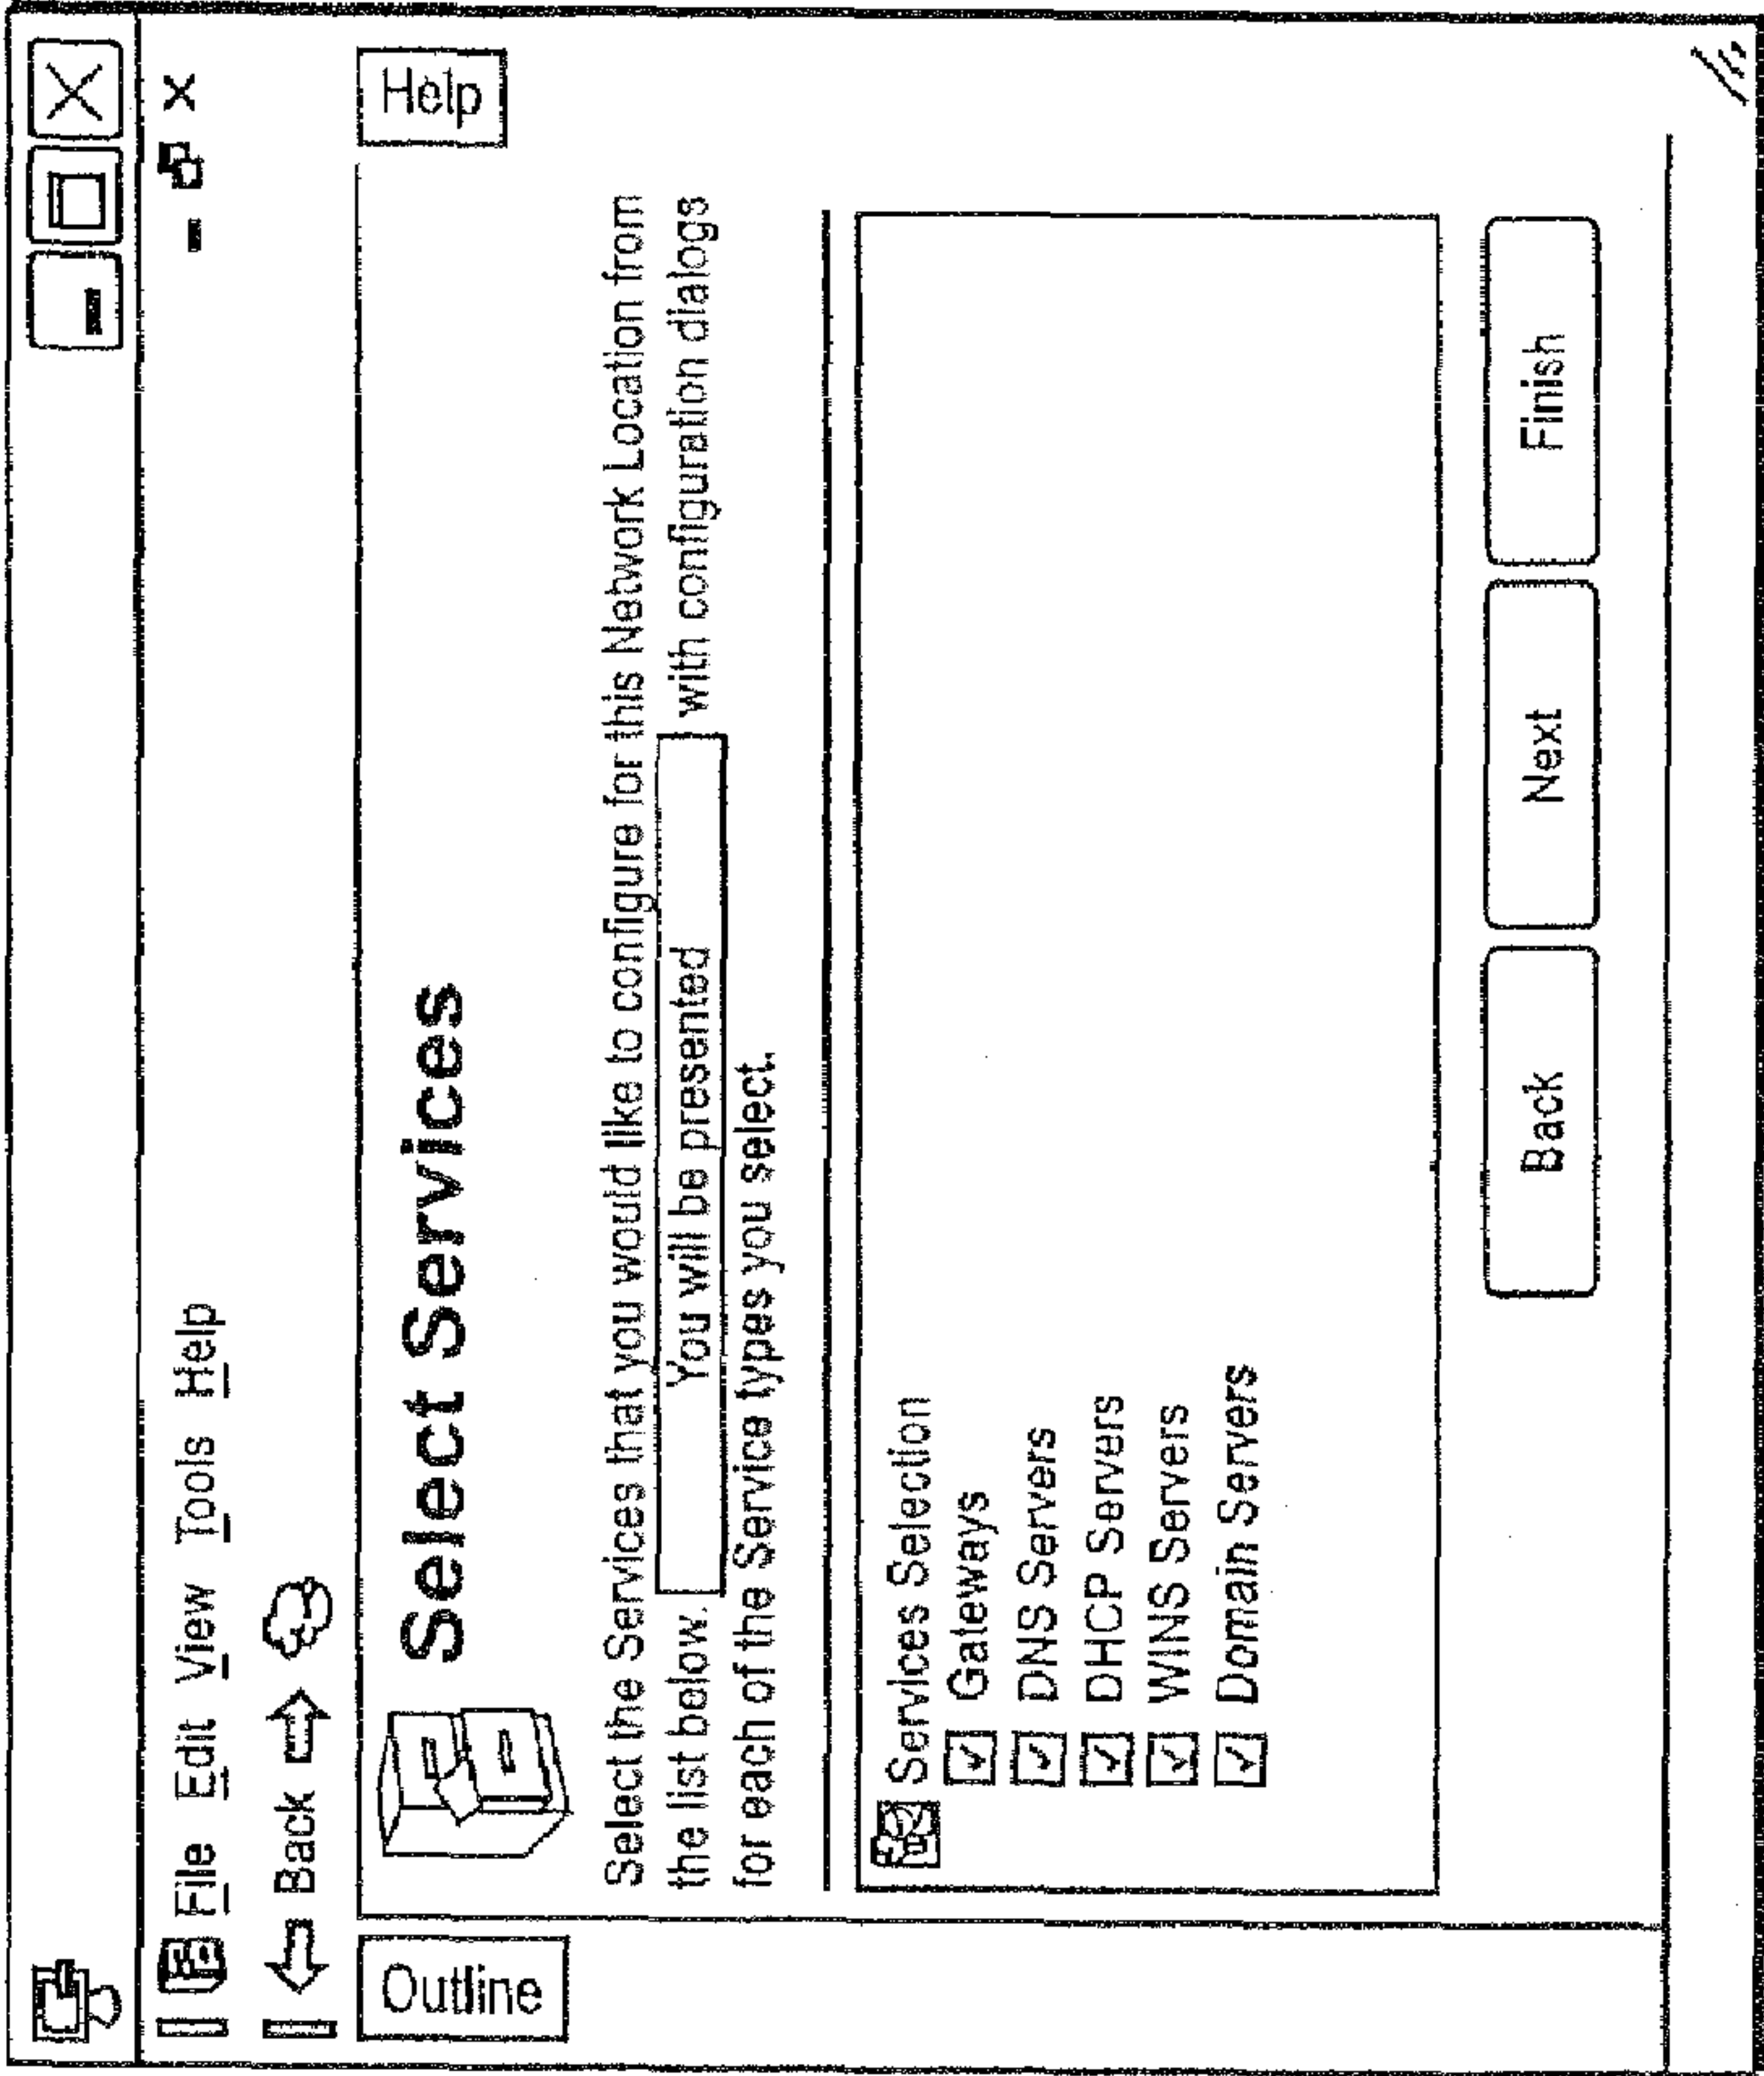 File Edit View Tools Help
Back
Outline
Help
Select Services
Select the Services that you would like to configure for this Network Location from
the list below. You will be presented with configuration dialogs
for each of the Service types you select.
Services Selection
Gateways
DNS Servers
DHCP Servers
WINS Servers
Domain Servers
Back Next Finish